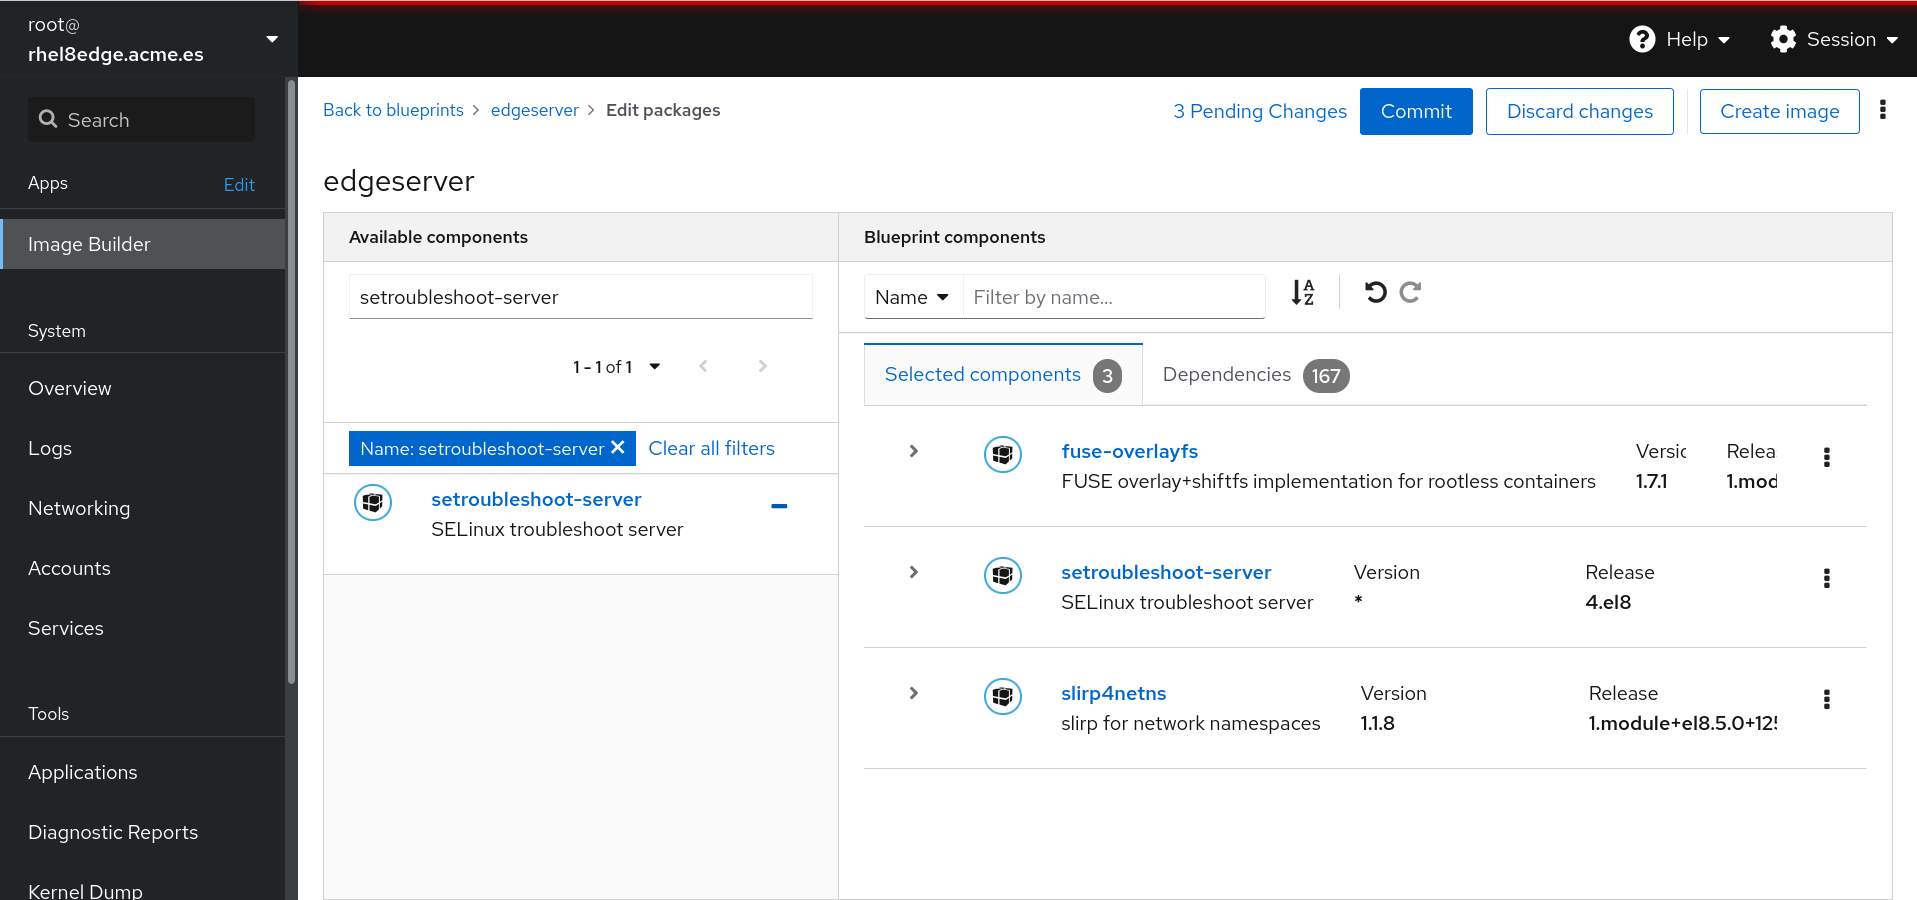 root@
rhel8edge.acme.es
Help
Session
Search
Apps
Edit
Image Builder
System
Overview
Logs
Networking
Accounts
Services
Tools
Applications
Diagnostic Reports
Kernel Dump
Back to blueprints > edgeserver > Edit packages
3 Pending Changes
Commit
Discard changes
Create image
edgeserver
Available components
setroubleshoot-server
1 - 1 of 1
Name: setroubleshoot-server
Clear all filters
setroubleshoot-server
SELinux troubleshoot server
Blueprint components
Name
Filter by name...
Selected components 3
Dependencies 167
fuse-overlayfs
FUSE overlay+shiftfs implementation for rootless containers
Versic
1.7.1
Relea
1.mod
setroubleshoot-server
SELinux troubleshoot server
Version
*
Release
4.el8
slirp4netns
slirp for network namespaces
Version
1.1.8
Release
1.module+el8.5.0+12